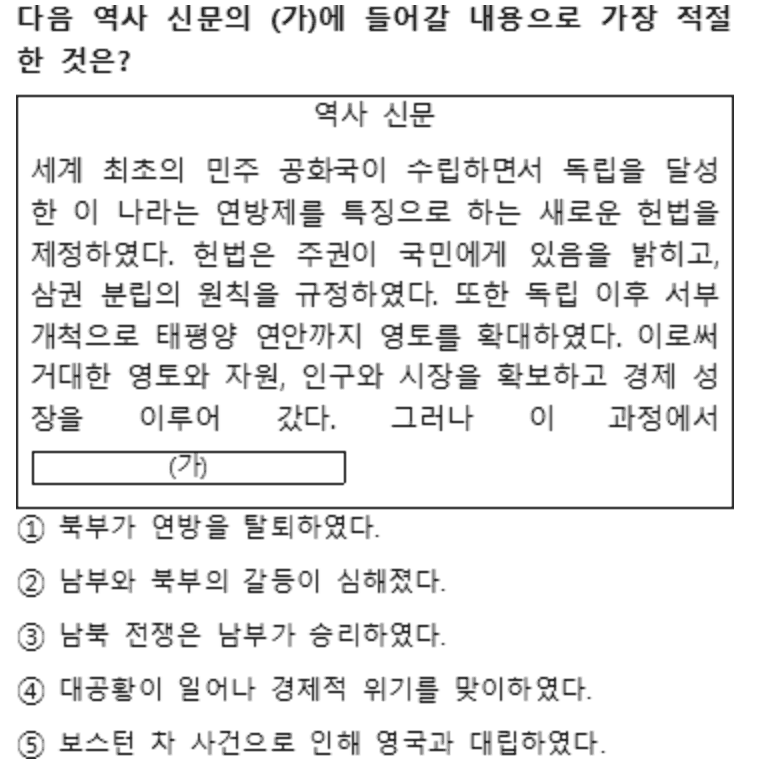 다음 역사 신문의 (가)에 들어갈 내용으로 가장 적절
한 것은?
역사 신문
세계 최초의 민주 공화국이 수립하면서 독립을 달성
한 이 나라는 연방제를 특징으로 하는 새로운 헌법을
제정하였다. 헌법은 주권이 국민에게 있음을 밝히고,
삼권 분립의 원칙을 규정하였다. 또한 독립 이후 서부
개척으로 태평양 연안까지 영토를 확대하였다. 이로써
거대한 영토와 자원, 인구와 시장을 확보하고 경제 성
장을 이루어 갔다. 그러나 이 과정에서
(가)
① 북부가 연방을 탈퇴하였다.
② 남부와 북부의 갈등이 심해졌다.
③ 남북 전쟁은 남부가 승리하였다.
④ 대공황이 일어나 경제적 위기를 맞이하였다.
⑤ 보스턴 차 사건으로 인해 영국과 대립하였다.